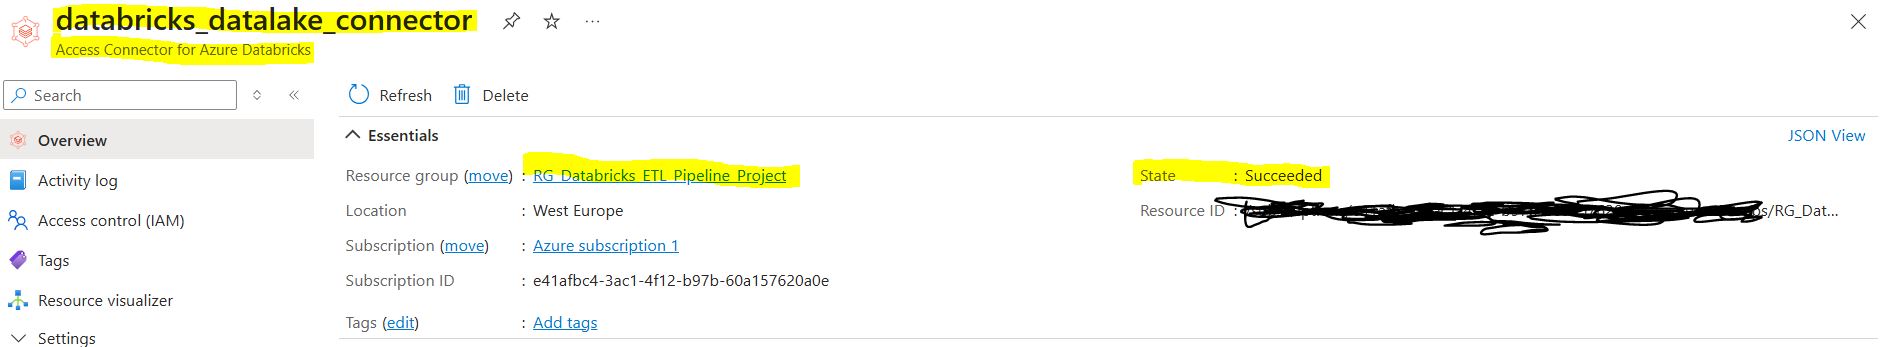 databricks_datalake_connector
Access Connector for Azure Databricks
Search
Refresh Delete
Overview
Essentials
JSON View
Activity log
Resource group (move) : RG_Databricks_ETL_Pipeline_Project
State : Succeeded
Access control (IAM)
Location : West Europe
Resource ID : os/RG_Dat...
Tags
Subscription (move) : Azure subscription 1
Resource visualizer
Subscription ID : e41afbc4-3ac1-4f12-b97b-60a157620a0e
Settings
Tags (edit) : Add tags